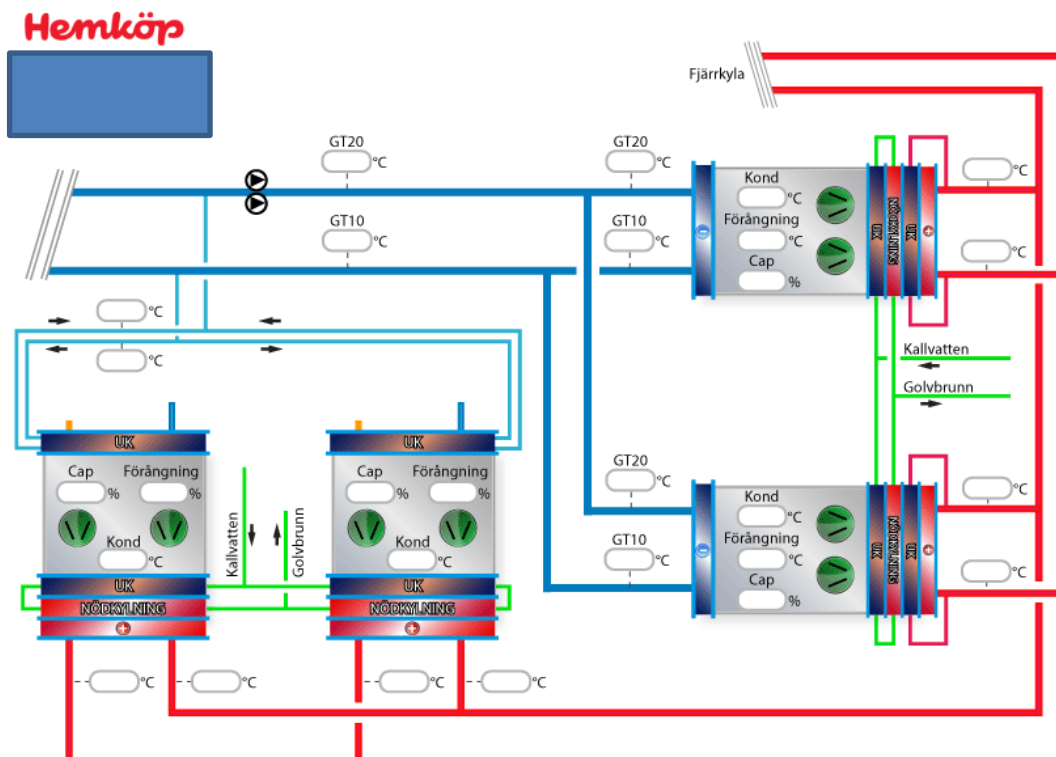 Hemköp
Fjärrkyla
GT20
°C
GT20
°C
°C
Kond
°C
NÖDKYLNING
UK
UK
GT10
°C
GT10
°C
Förångning
°C
°C
Cap
%
°C
°C
Kallvatten
Golvbrunn
UK
UK
Cap
Förångning
%
%
Cap
Förångning
%
%
GT20
°C
Kond
°C
°C
NÖDKYLNING
UK
UK
Kallvatten
Golvbrunn
Kond
°C
Kond
°C
GT10
°C
Förångning
°C
°C
Cap
%
UK
UK
NÖDKYLNING
NÖDKYLNING
°C
°C
°C
°C